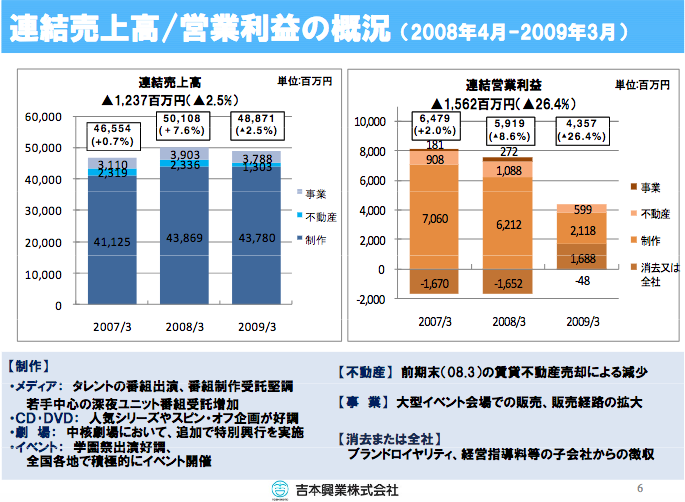 連結売上高/営業利益の概況(2008年4月-2009年3月)
連結売上高
単位:百万円
▲1,237百万円(▲2.5%)
60,000
50,000
40,000
30,000
20,000
10,000
0
46,554
(+0.7%)
50,108
(+7.6%)
48,871
(▲2.5%)
3,110
2,319
41,125
3,903
2,336
43,869
3,788
1,303
43,780
2007/3
2008/3
2009/3
事業
不動産
制作
連結営業利益
単位:百万円
▲1,562百万円(▲26.4%)
10,000
8,000
6,000
4,000
2,000
0
-2,000
6,479
(+2.0%)
5,919
(▲8.6%)
4,357
(▲26.4%)
181
908
7,060
-1,670
272
1,088
6,212
-1,652
599
2,118
1,688
-48
2007/3
2008/3
2009/3
事業
不動産
制作
消去又は
全社
【制作】
・メディア: タレントの番組出演、番組制作受託堅調
若手中心の深夜ユニット番組受託増加
・CD・DVD: 人気シリーズやスピン・オフ企画が好調
・劇 場: 中核劇場において、追加で特別興行を実施
・イベント: 学園祭出演好調、
全国各地で積極的にイベント開催
【不動産】 前期末(08.3)の賃貸不動産売却による減少
【事 業】 大型イベント会場での販売、販売経路の拡大
【消去または全社】
ブランドロイヤリティ、経営指導料等の子会社からの徴収
吉本興業株式会社
6